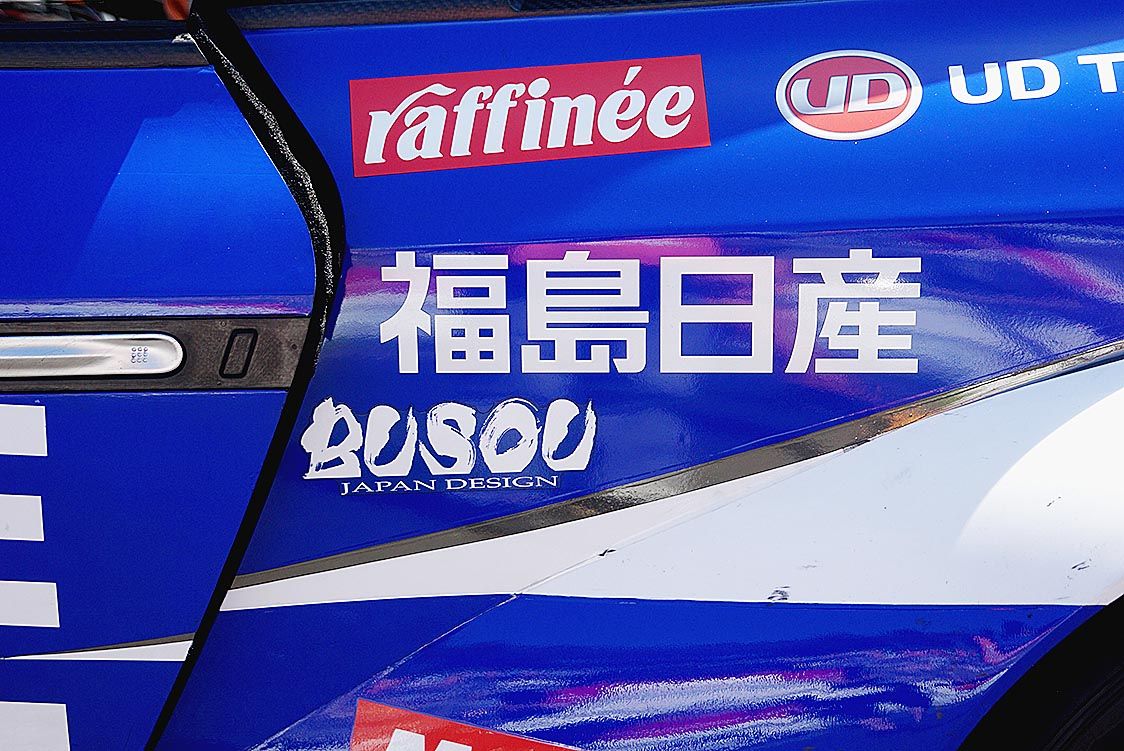 raffinée
UD UD T
福島日産
BUSOU
JAPAN DESIGN